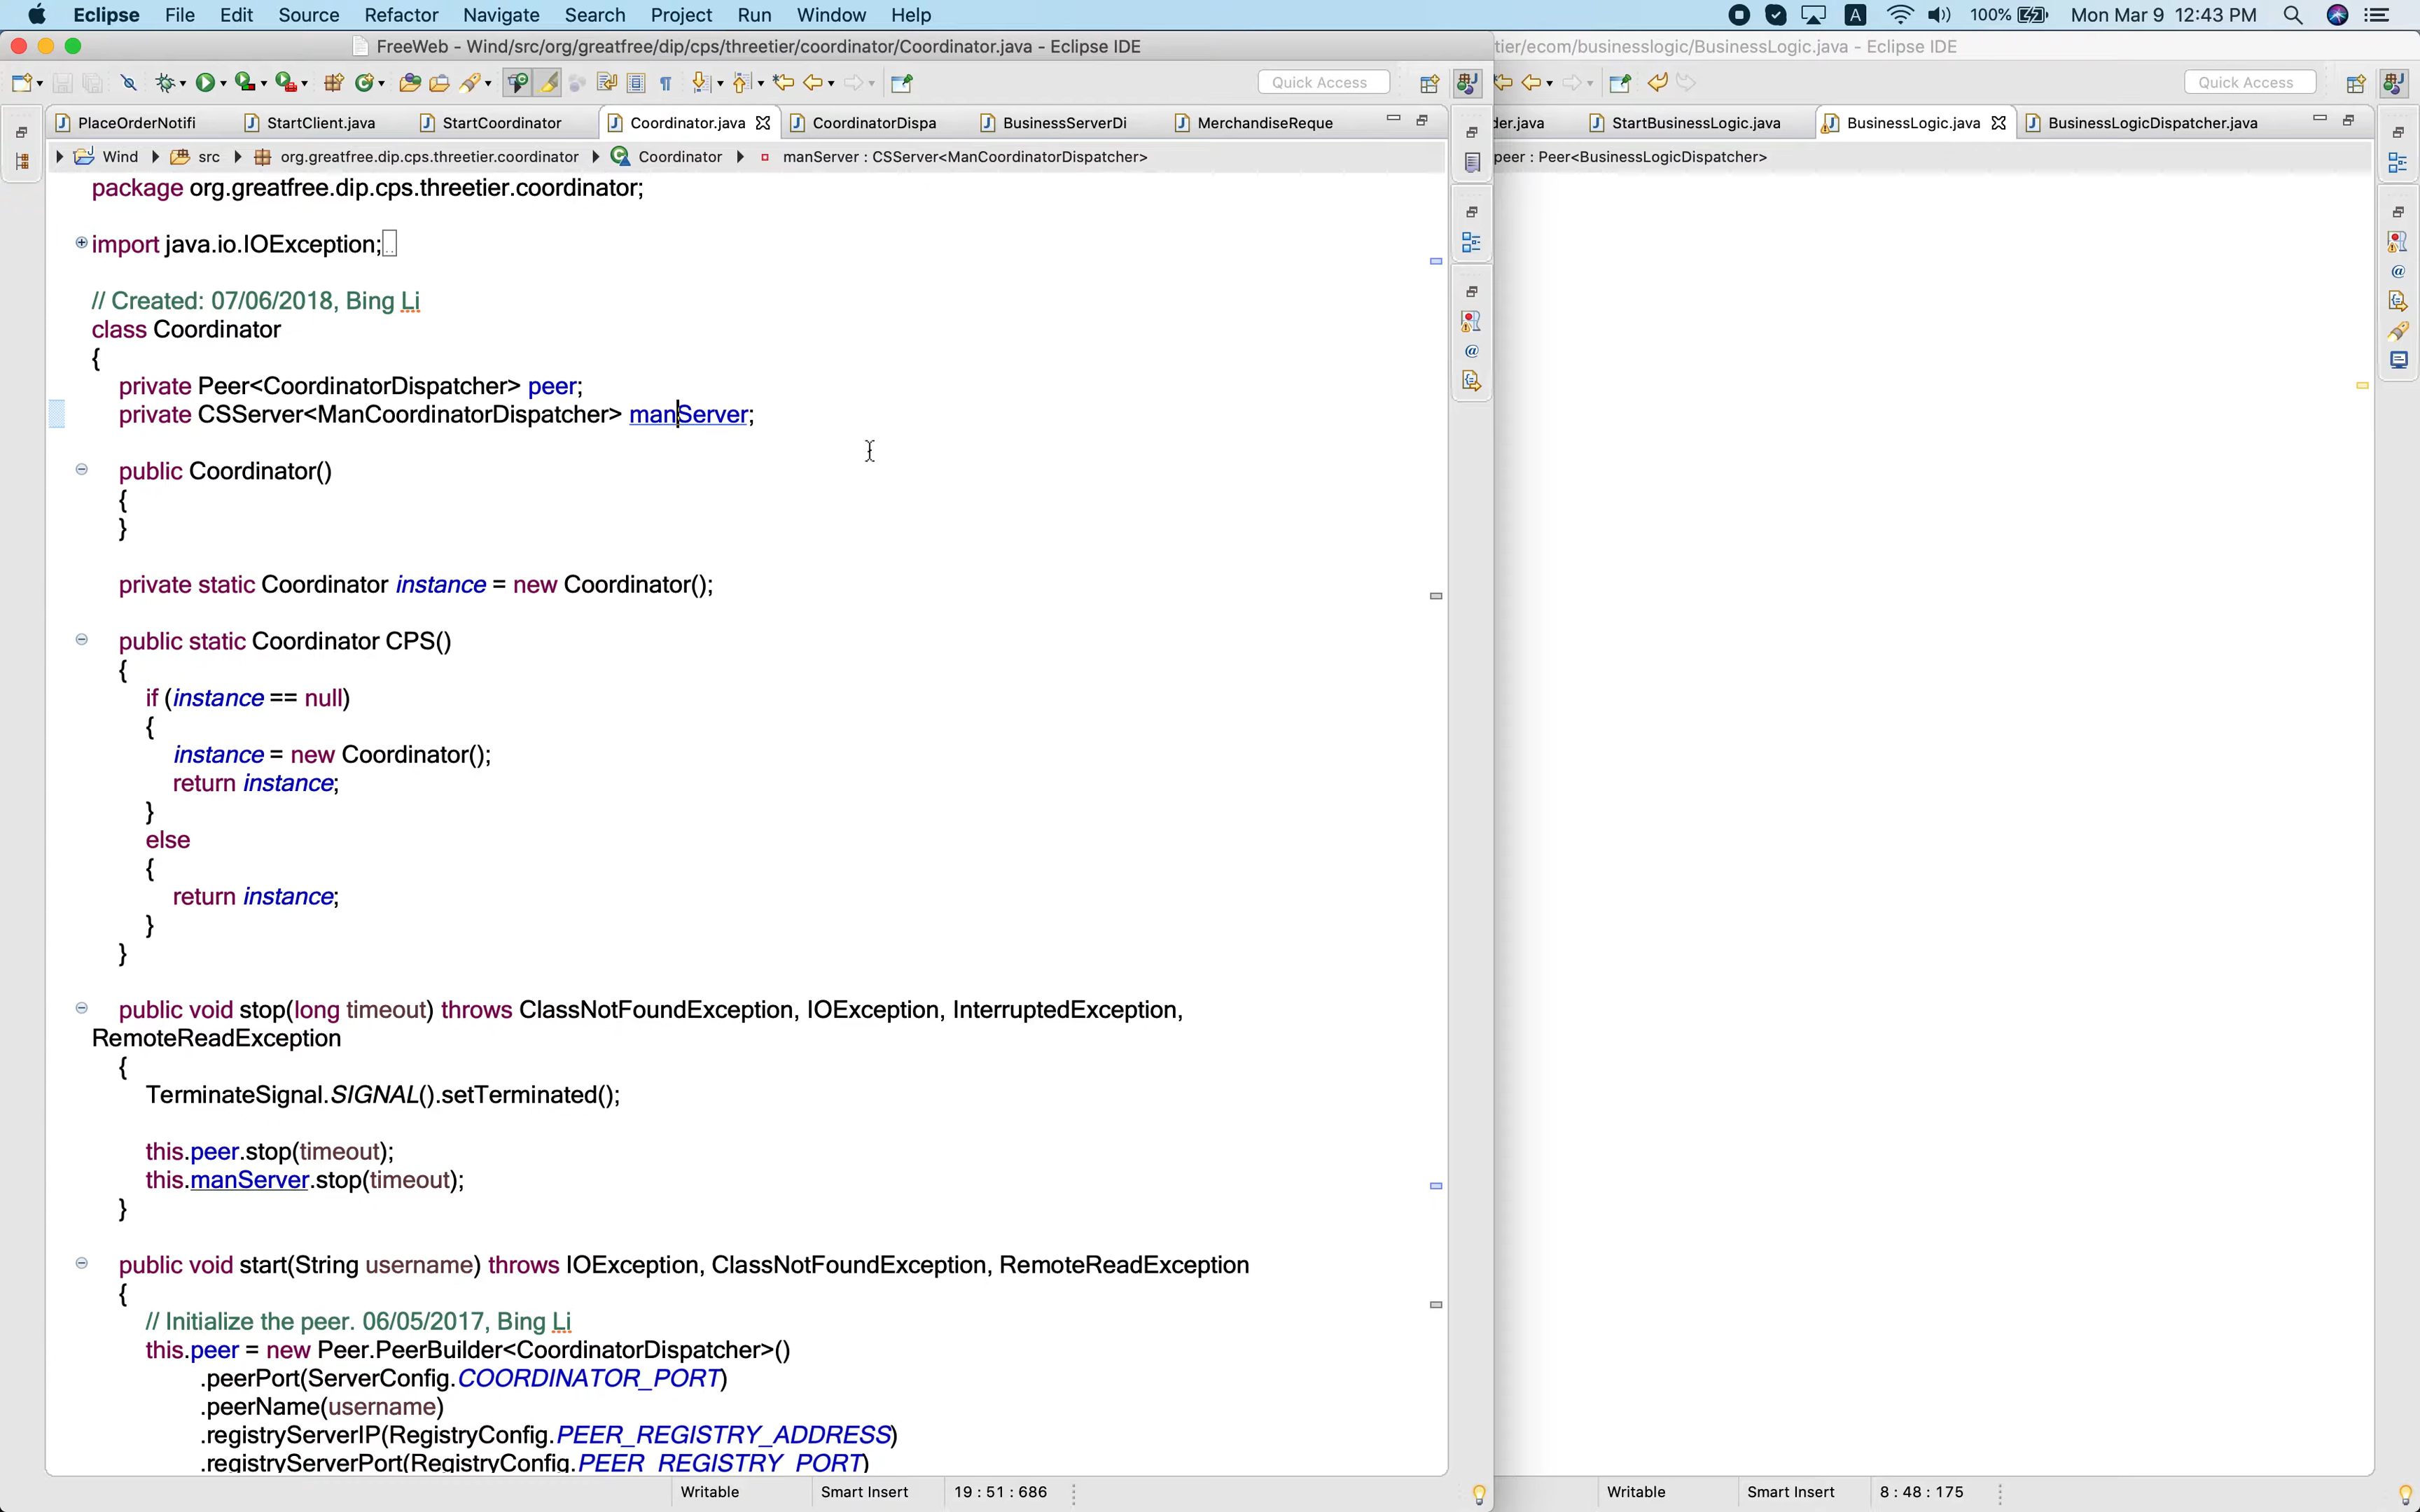 Eclipse File Edit Source Refactor Navigate Search Project Run Window Help A 100% Mon Mar 9 12:43 PM
FreeWeb - Wind/src/org/greatfree/dip/cps/threetier/coordinator/Coordinator.java - Eclipse IDE
tier/ecom/businesslogic/BusinessLogic.java - Eclipse IDE
Quick Access
Quick Access
PlaceOrderNotifi StartClient.java StartCoordinator Coordinator.java CoordinatorDispa BusinessServerDi MerchandiseReque
der.java StartBusinessLogic.java BusinessLogic.java BusinessLogicDispatcher.java
Wind src org.greatfree.dip.cps.threetier.coordinator Coordinator manServer : CSServer<ManCoordinatorDispatcher>
peer : Peer<BusinessLogicDispatcher>
package org.greatfree.dip.cps.threetier.coordinator;
import java.io.IOException;
// Created: 07/06/2018, Bing Li
class Coordinator
{
private Peer<CoordinatorDispatcher> peer;
private CSServer<ManCoordinatorDispatcher> manServer;
public Coordinator()
{
}
private static Coordinator instance = new Coordinator();
public static Coordinator CPS()
{
if (instance == null)
{
instance = new Coordinator();
return instance;
}
else
{
return instance;
}
}
public void stop(long timeout) throws ClassNotFoundException, IOException, InterruptedException,
RemoteReadException
{
TerminateSignal.SIGNAL().setTerminated();
this.peer.stop(timeout);
this.manServer.stop(timeout);
}
public void start(String username) throws IOException, ClassNotFoundException, RemoteReadException
{
// Initialize the peer. 06/05/2017, Bing Li
this.peer = new Peer.PeerBuilder<CoordinatorDispatcher>()
.peerPort(ServerConfig.COORDINATOR_PORT)
.peerName(username)
.registryServerIP(RegistryConfig.PEER_REGISTRY_ADDRESS)
.registryServerPort(RegistryConfig.PEER_REGISTRY_PORT)
Writable Smart Insert 19 : 51 : 686
Writable Smart Insert 8 : 48 : 175